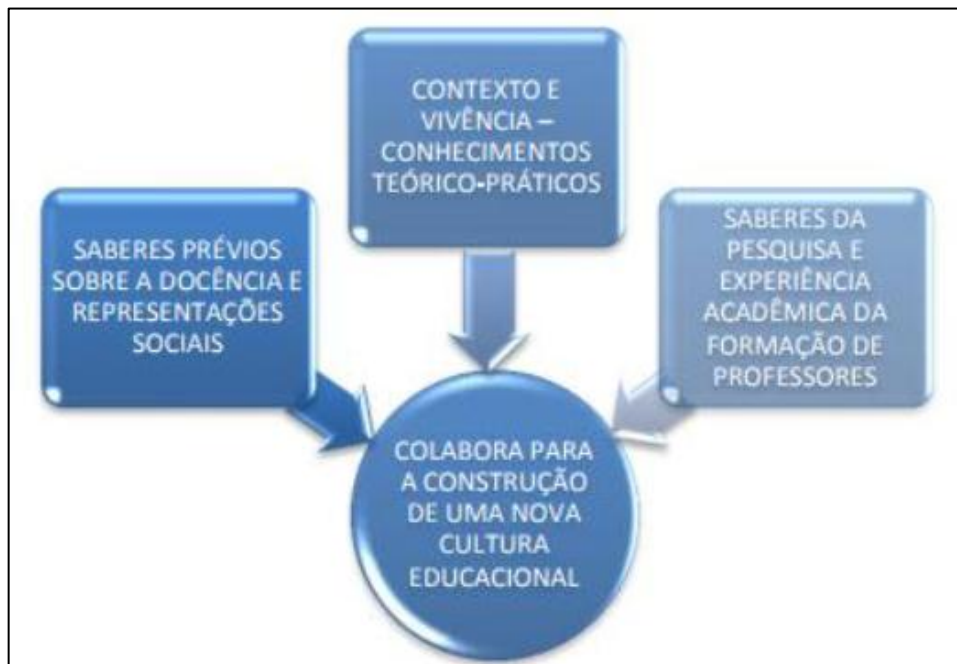 CONTEXTO E
VIVÊNCIA –
CONHECIMENTOS
TEÓRICO-PRÁTICOS
SABERES PRÉVIOS
SOBRE A DOCÊNCIA E
REPRESENTAÇÕES
SOCIAIS
SABERES DA
PESQUISA E
EXPERIÊNCIA
ACADÊMICA DA
FORMAÇÃO DE
PROFESSORES
COLABORA PARA
A CONSTRUÇÃO
DE UMA NOVA
CULTURA
EDUCACIONAL